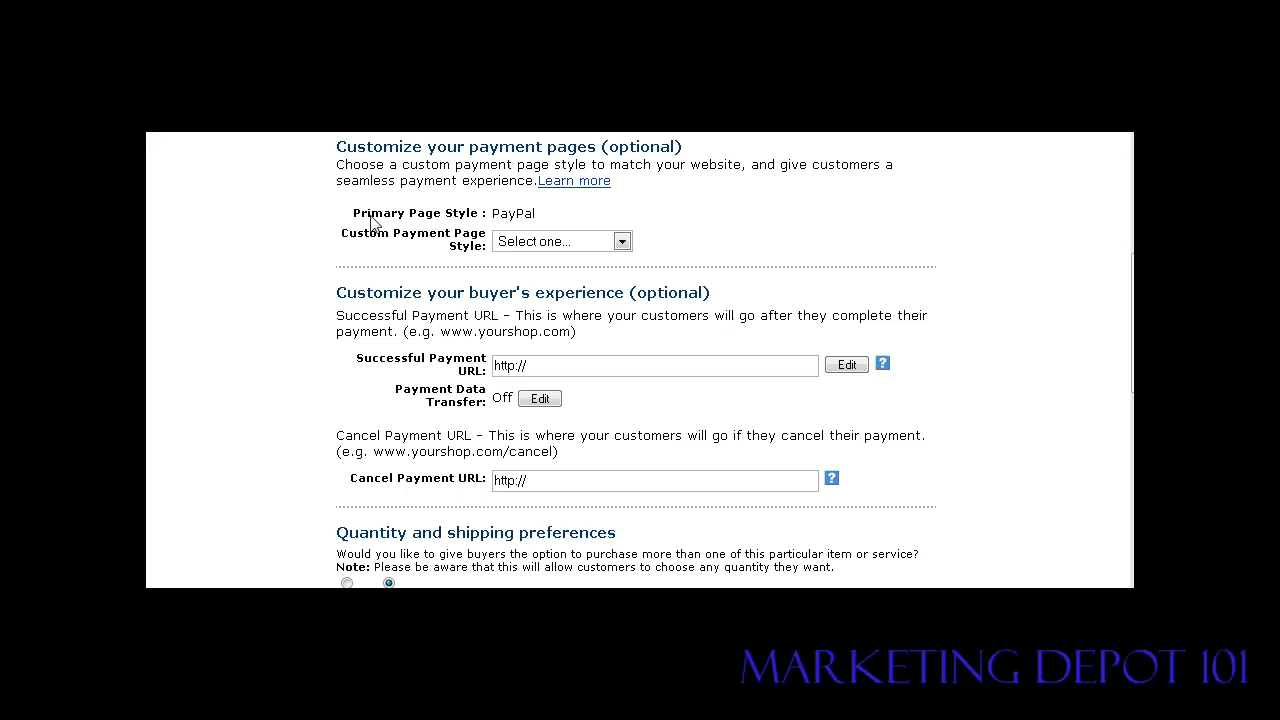 Customize your payment pages (optional)
Choose a custom payment page style to match your website, and give customers a
seamless payment experience.Learn more
Primary Page Style : PayPal
Custom Payment Page
Style: Select one...
Customize your buyer's experience (optional)
Successful Payment URL – This is where your customers will go after they complete their
payment. (e.g. www.yourshop.com)
Successful Payment
URL: http:// Edit ?
Payment Data
Transfer: Off Edit
Cancel Payment URL – This is where your customers will go if they cancel their payment.
(e.g. www.yourshop.com/cancel)
Cancel Payment URL: http:// ?
Quantity and shipping preferences
Would you like to give buyers the option to purchase more than one of this particular item or service?
Note: Please be aware that this will allow customers to choose any quantity they want.
MARKETING DEPOT 101